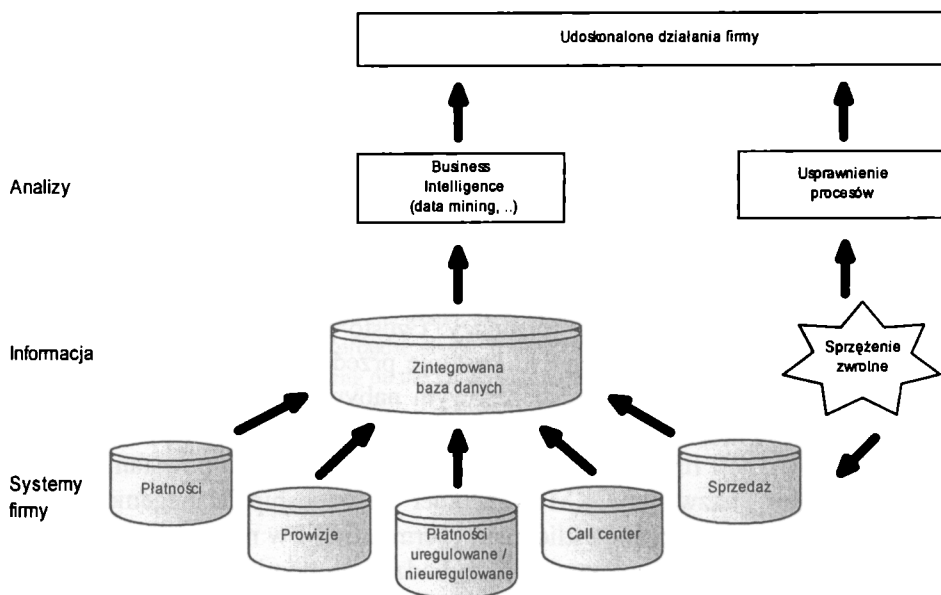 Udoskonalone działania firmy
Analizy
Business
Intelligence
(data mining, ..)
Usprawnienie
procesów
Informacja
Zintegrowana
baza danych
Sprzężenie
zwrolne
Systemy
firmy
Płatności
Prowizje
Płatności
uregulowane /
nieuregulowane
Call center
Sprzedaż